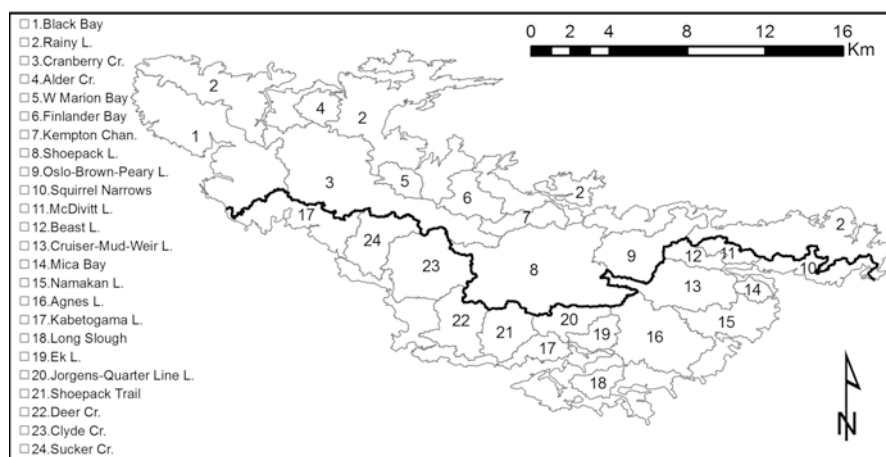 1.Black Bay
2.Rainy L.
3.Cranberry Cr.
4.Alder Cr.
5.W Marion Bay
6.Finlander Bay
7.Kempton Chan.
8.Shoepack L.
9.Oslo-Brown-Peary L.
10.Squirrel Narrows
11.McDivitt L.
12.Beast L.
13.Cruiser-Mud-Weir L.
14.Mica Bay
15.Namakan L.
16.Agnes L.
17.Kabetogama L.
18.Long Slough
19.Ek L.
20.Jorgens-Quarter Line L.
21.Shoepack Trail
22.Deer Cr.
23.Clyde Cr.
24.Sucker Cr.
0 2 4 8 12 16
Km
2
4
2
1
3
5
6
2
7
17
24
23
8
9
12
11
2
10
13
14
22
21
20
17
19
16
15
18
N